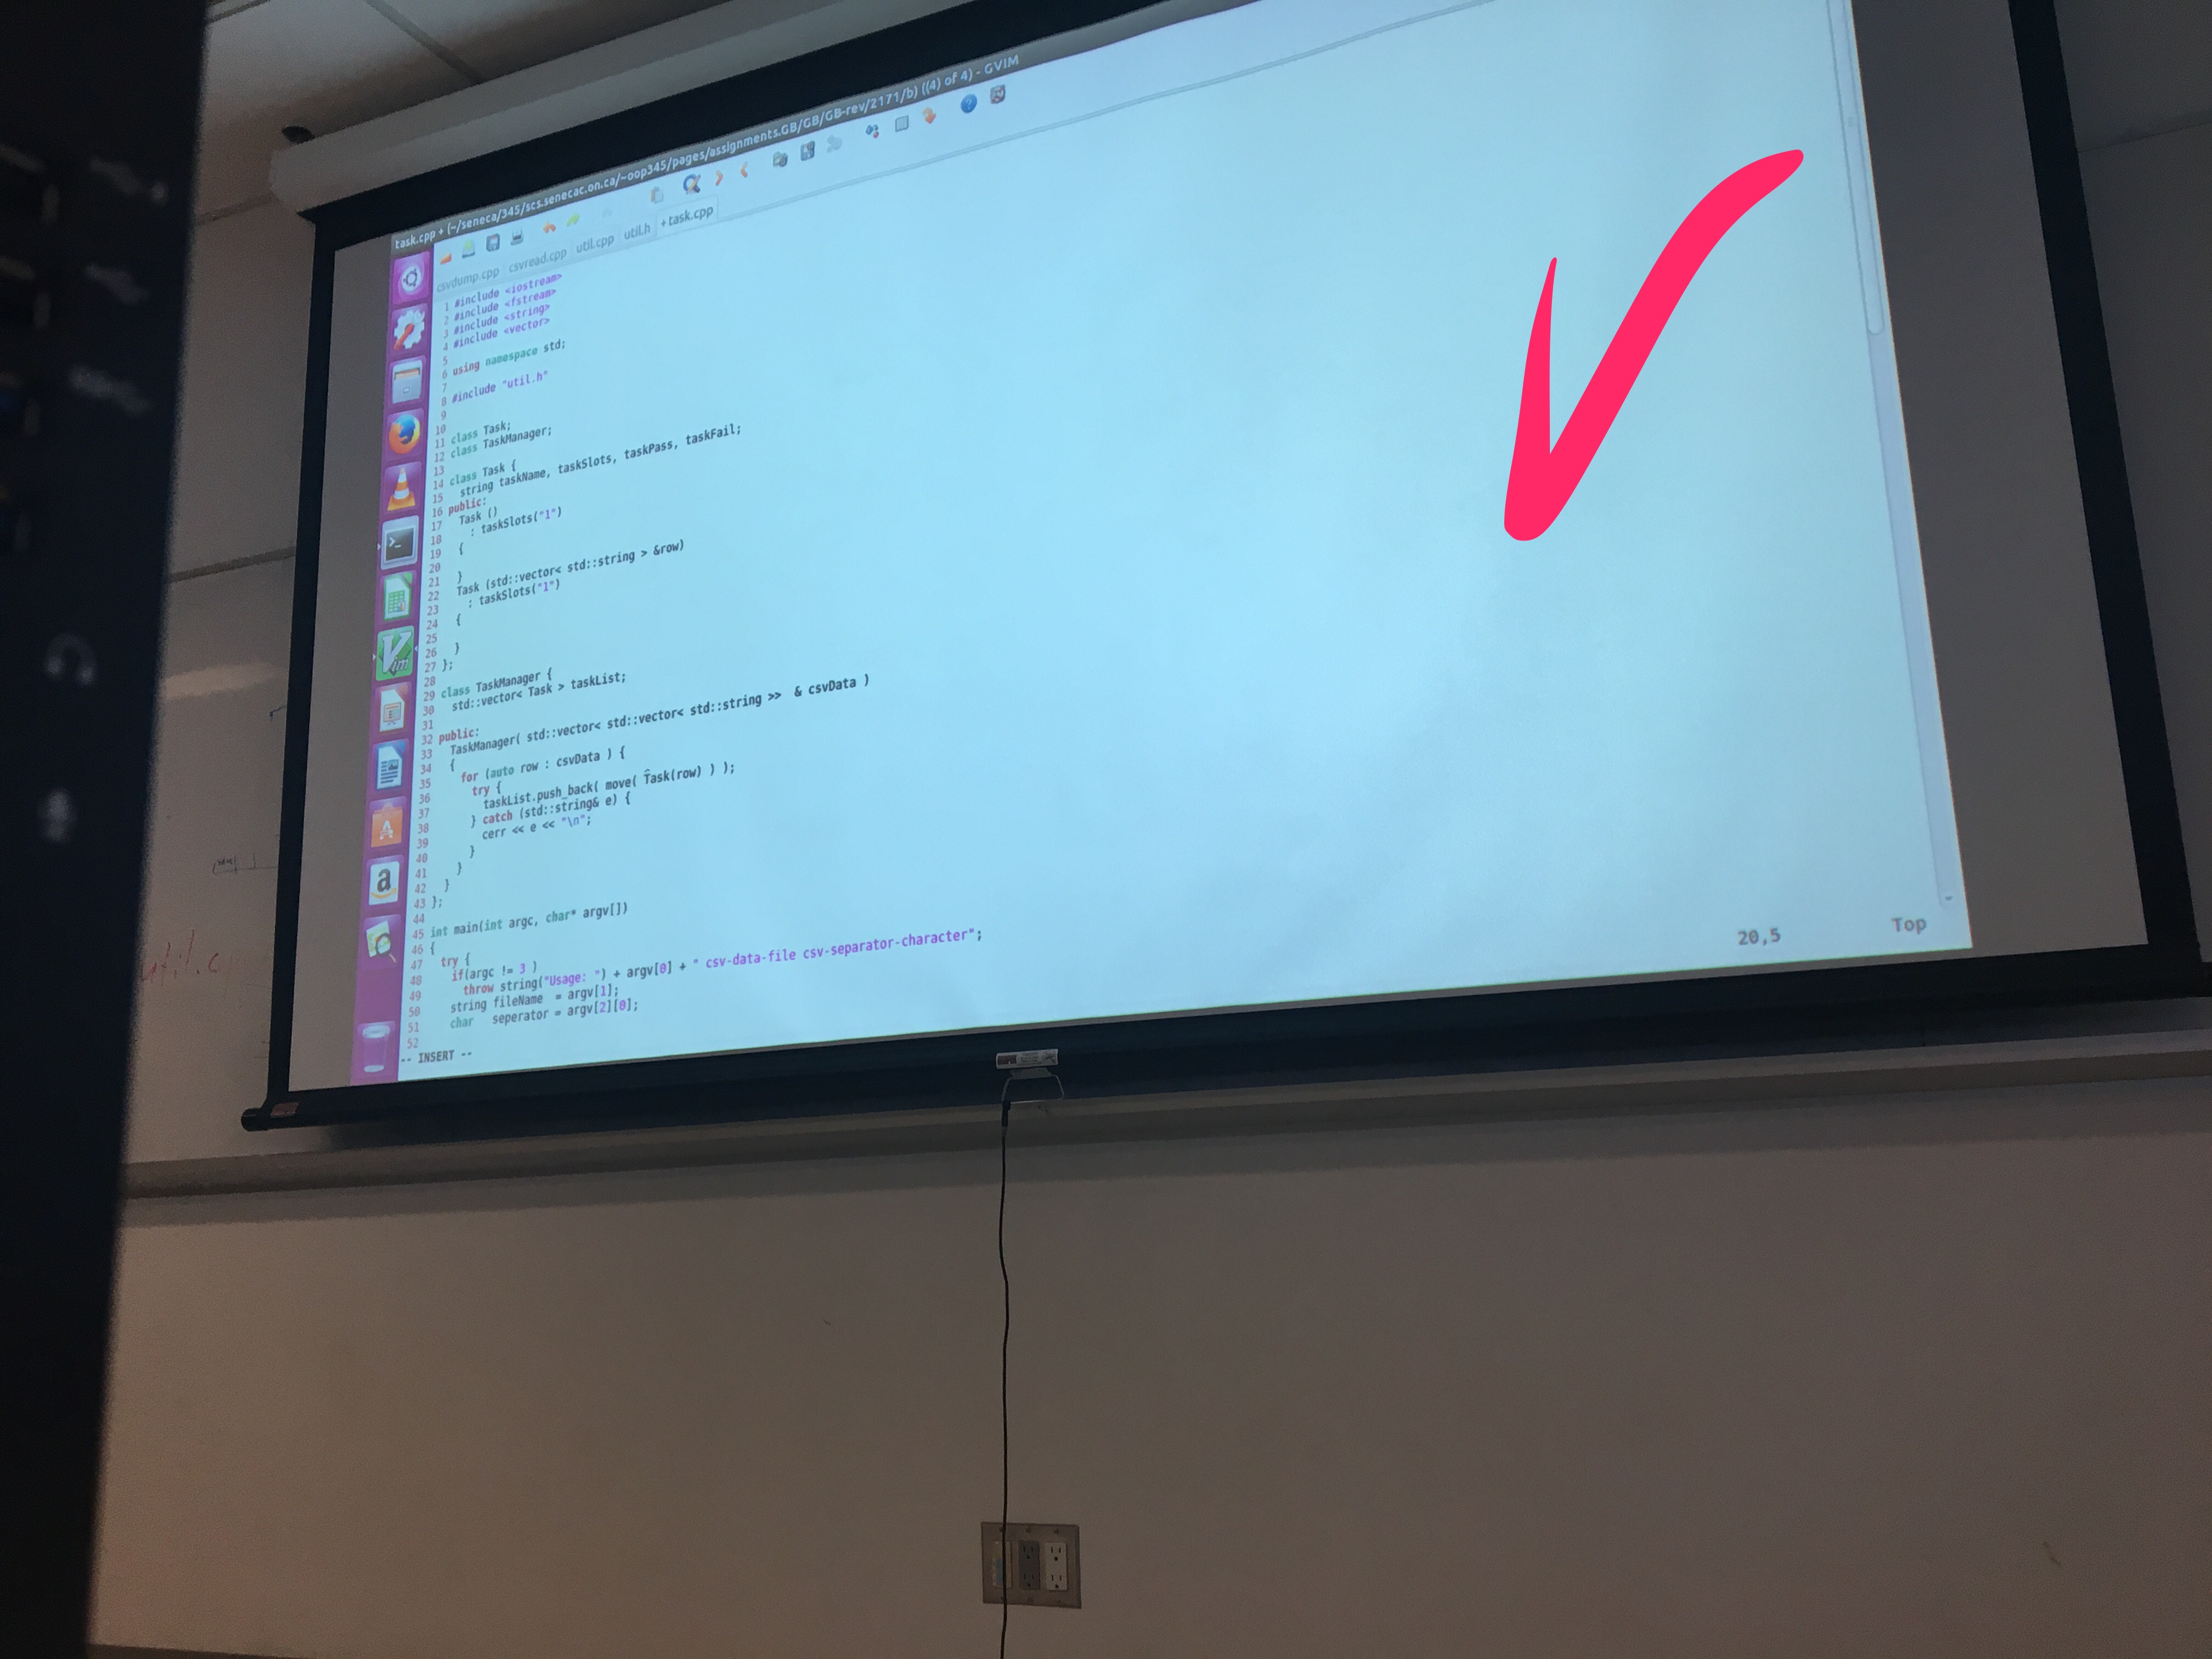 task.cpp + (~/seneca/345/scs.senecac.on.ca/~oop345/pages/assignments.GB/GB/GB-rev/2171/b) ((4) of 4) - GVIM
csvdump.cpp csvread.cpp util.cpp util.h + task.cpp
1 #include <iostream>
2 #include <fstream>
3 #include <string>
4 #include <vector>
5
6 using namespace std;
7
8 #include "util.h"
9
10
11 class Task;
12 class TaskManager;
13
14 class Task {
15 string taskName, taskSlots, taskPass, taskFail;
16 public:
17 Task ()
18 : taskSlots("1")
19 {
20
21 }
22 Task (std::vector< std::string > &row)
23 : taskSlots("1")
24 {
25
26 }
27 };
28
29 class TaskManager {
30 std::vector< Task > taskList;
31
32 public:
33 TaskManager( std::vector< std::vector< std::string >> & csvData )
34 {
35 for (auto row : csvData ) {
36 try {
37 taskList.push_back( move( Task(row) ) );
38 } catch (std::string& e) {
39 cerr << e << "\n";
40 }
41 }
42 }
43 };
44
45 int main(int argc, char* argv[])
46 {
47 try {
48 if(argc != 3 )
49 throw string("Usage: ") + argv[0] + " csv-data-file csv-separator-character";
50 string fileName = argv[1];
51 char seperator = argv[2][0];
52
-- INSERT --
20,5 Top
util.c